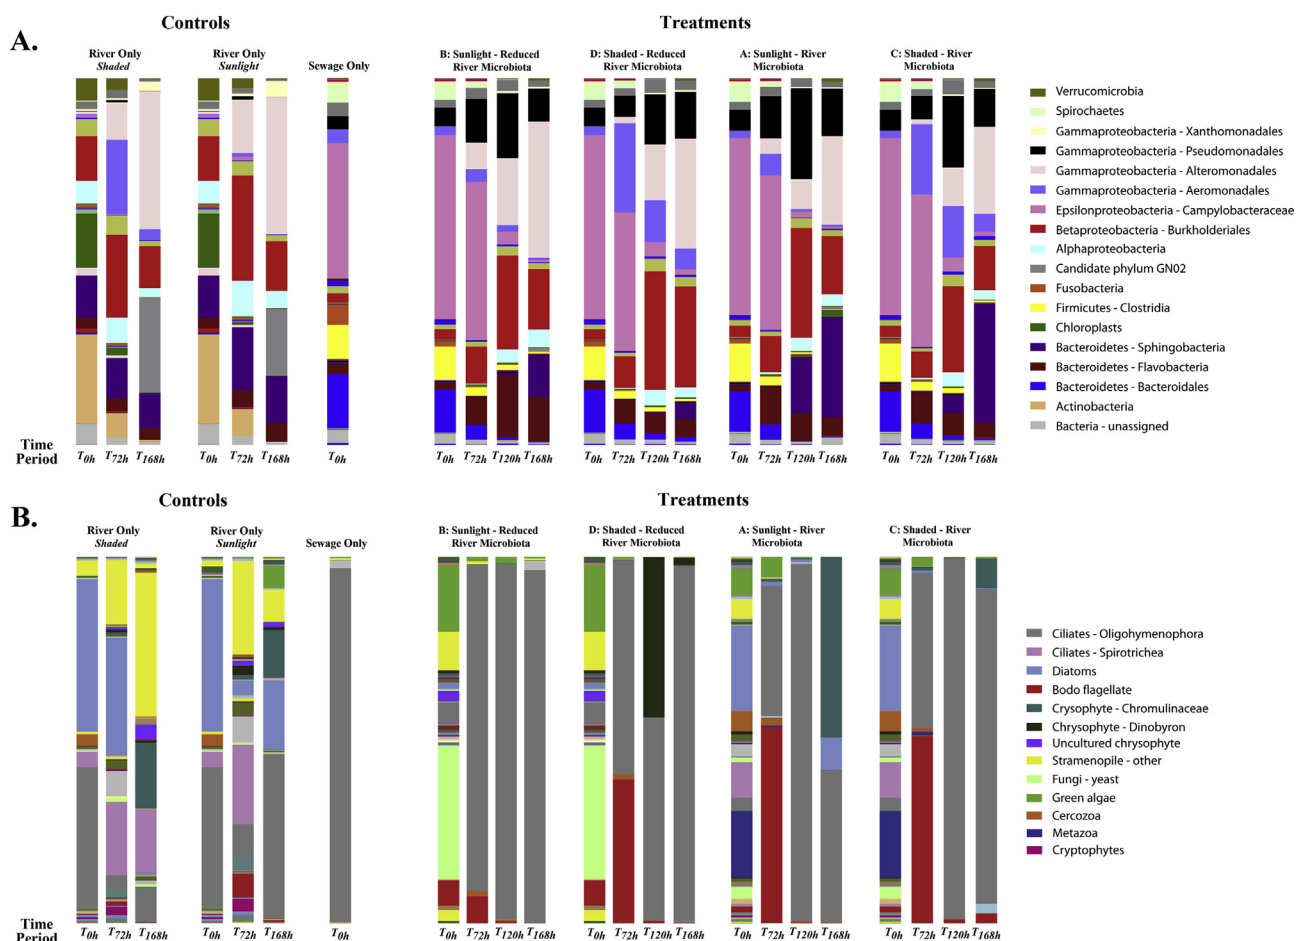 Controls
Treatments
A.
River Only
Shaded
River Only
Sunlight
Sewage Only
B: Sunlight - Reduced
River Microbiota
D: Shaded - Reduced
River Microbiota
A: Sunlight - River
Microbiota
C: Shaded - River
Microbiota
Verrucomicrobia
Spirochaetes
Gammaproteobacteria - Xanthomonadales
Gammaproteobacteria - Pseudomonadales
Gammaproteobacteria - Alteromonadales
Gammaproteobacteria - Aeromonadales
Epsilonproteobacteria - Campylobacteraceae
Betaproteobacteria - Burkholderiales
Alphaproteobacteria
Candidate phylum GN02
Fusobacteria
Firmicutes - Clostridia
Chloroplasts
Bacteroidetes - Sphingobacteria
Bacteroidetes - Flavobacteria
Bacteroidetes - Bacteroidales
Actinobacteria
Bacteria - unassigned
Time
Period
T0h T72h T168h T0h T72h T168h T0h T0h T72h T120h T168h T0h T72h T120h T168h T0h T72h T120h T168h T0h T72h T120h T168h
Controls
Treatments
B.
River Only
Shaded
River Only
Sunlight
Sewage Only
B: Sunlight - Reduced
River Microbiota
D: Shaded - Reduced
River Microbiota
A: Sunlight - River
Microbiota
C: Shaded - River
Microbiota
Ciliates - Oligohymenophora
Ciliates - Spirotrichea
Diatoms
Bodo flagellate
Crysophyte - Chromulinaceae
Chrysophyte - Dinobyron
Uncultured chrysophyte
Stramenopile - other
Fungi - yeast
Green algae
Cercozoa
Metazoa
Cryptophytes
Time
Period
T0h T72h T168h T0h T72h T168h T0h T0h T72h T120h T168h T0h T72h T120h T168h T0h T72h T120h T168h T0h T72h T120h T168h